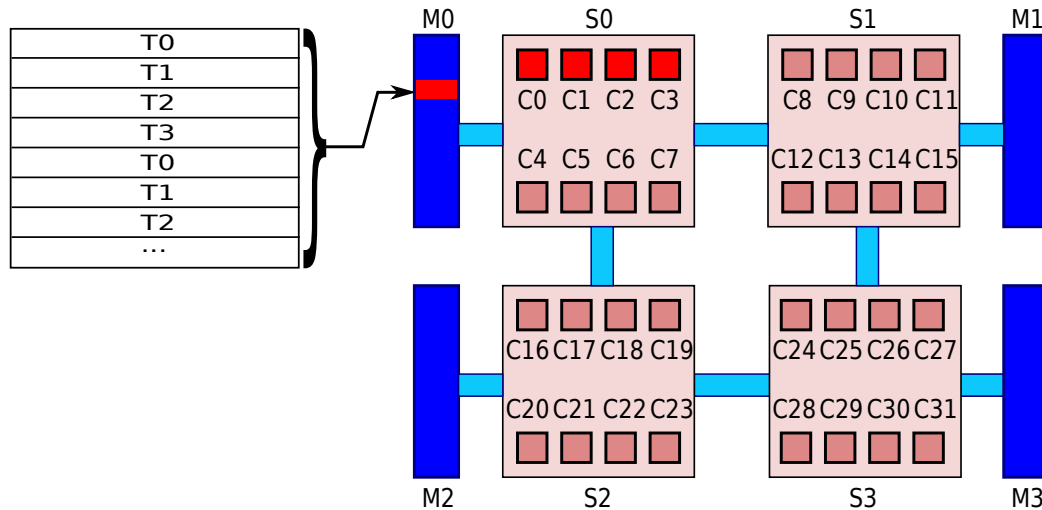 M0 S0 S1 M1
T0
T1
T2
T3
T0
T1
T2
...
C0 C1 C2 C3 C8 C9 C10 C11
C4 C5 C6 C7 C12 C13 C14 C15
C16 C17 C18 C19 C24 C25 C26 C27
C20 C21 C22 C23 C28 C29 C30 C31
M2 S2 S3 M3